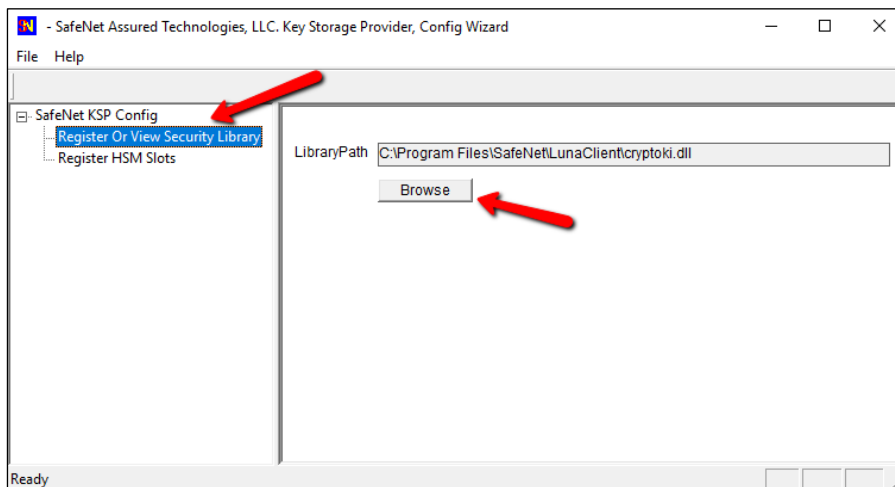 - SafeNet Assured Technologies, LLC. Key Storage Provider, Config Wizard
File Help
SafeNet KSP Config
Register Or View Security Library
Register HSM Slots
LibraryPath C:\Program Files\SafeNet\LunaClient\cryptoki.dll
Browse
Ready